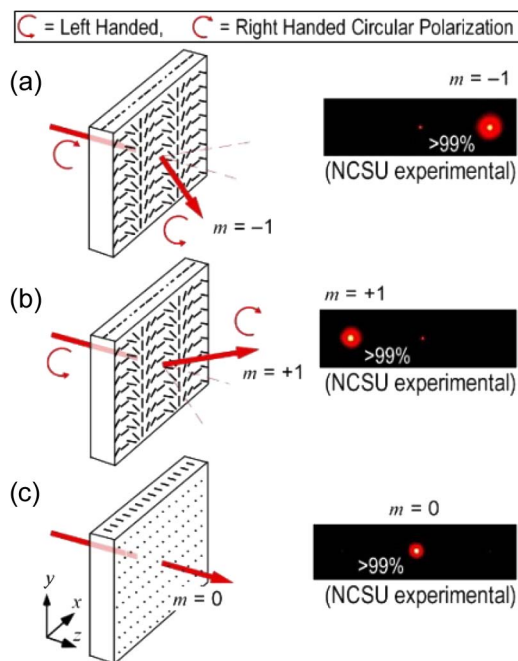 = Left Handed, = Right Handed Circular Polarization
(a)
m = –1
>99%
(NCSU experimental)
m = –1
(b)
m = +1
>99%
(NCSU experimental)
m = +1
(c)
m = 0
>99%
(NCSU experimental)
m = 0
y
x
z